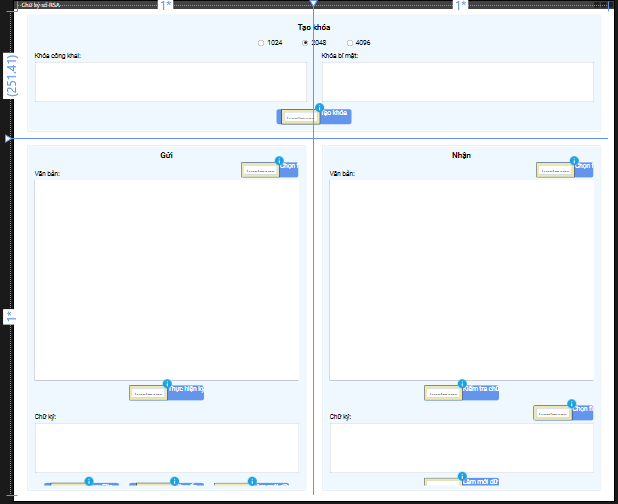 Chữ ký số RSA
1*
1*
(251.41)
Tạo khóa
1024
2048
4096
Khóa công khai:
Khóa bí mật:
Tạo khóa
1*
Gửi
Chọn f
Văn bản:
Thực hiện ký
Chữ ký:
Nhận
Chọn f
Văn bản:
Kiểm tra chữ
Chọn fi
Chữ ký:
Làm mới dữ